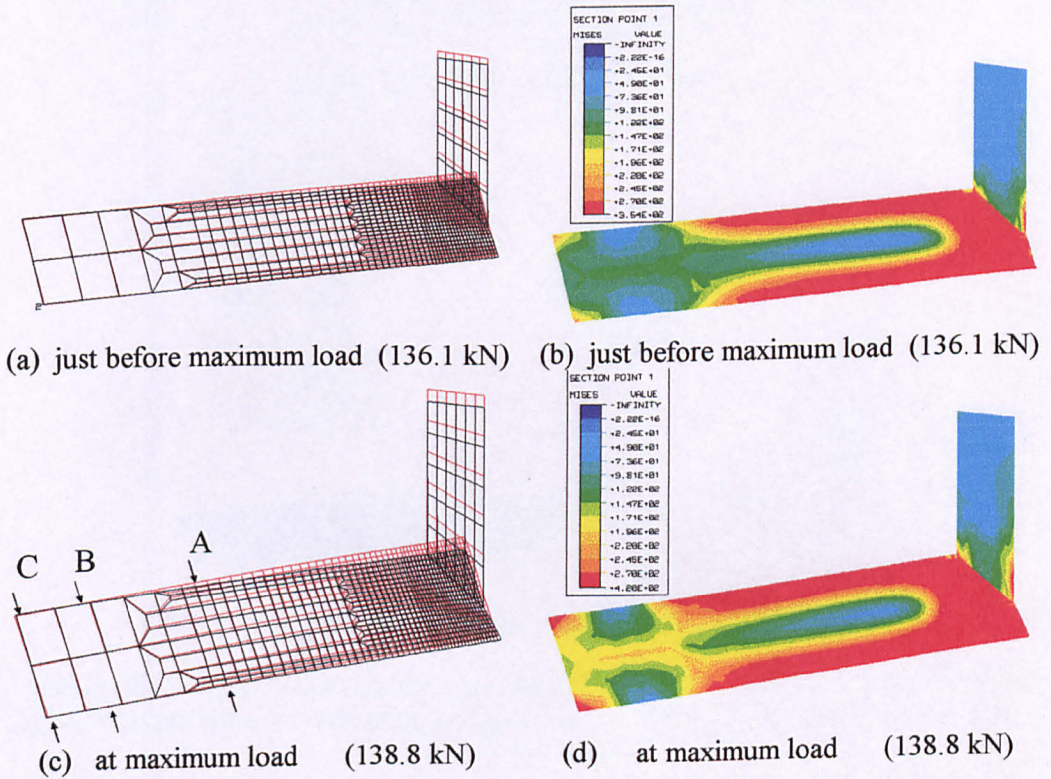 SECTION POINT 1
MISES VALUE
-INFINITY
+2.22E-16
+2.45E+01
+4.90E+01
+7.36E+01
+9.81E+01
+1.22E+02
+1.47E+02
+1.71E+02
+1.96E+02
+2.20E+02
+2.45E+02
+2.70E+02
+3.54E+02
(a) just before maximum load (136.1 kN)
(b) just before maximum load (136.1 kN)
SECTION POINT 1
MISES VALUE
-INFINITY
+2.22E-16
+2.45E+01
+4.90E+01
+7.36E+01
+9.81E+01
+1.22E+02
+1.47E+02
+1.71E+02
+1.96E+02
+2.20E+02
+2.45E+02
+2.70E+02
+4.20E+02
C B A
(c) at maximum load (138.8 kN)
(d) at maximum load (138.8 kN)